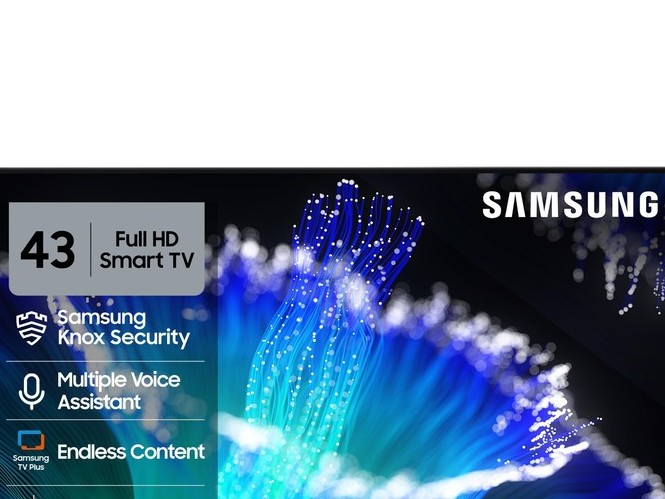 SAMSUNG
43
Full HD
Smart TV
Samsung
Knox Security
Multiple Voice
Assistant
Samsung
TV Plus
Endless Content